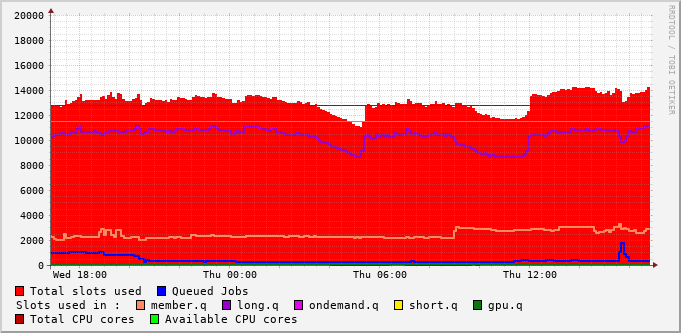 20000
18000
16000
14000
12000
10000
8000
6000
4000
2000
0
Wed 18:00 Thu 00:00 Thu 06:00 Thu 12:00
RRDTOOL / TOBI OETIKER
Total slots used Queued Jobs
Slots used in : member.q long.q ondemand.q short.q gpu.q
Total CPU cores Available CPU cores